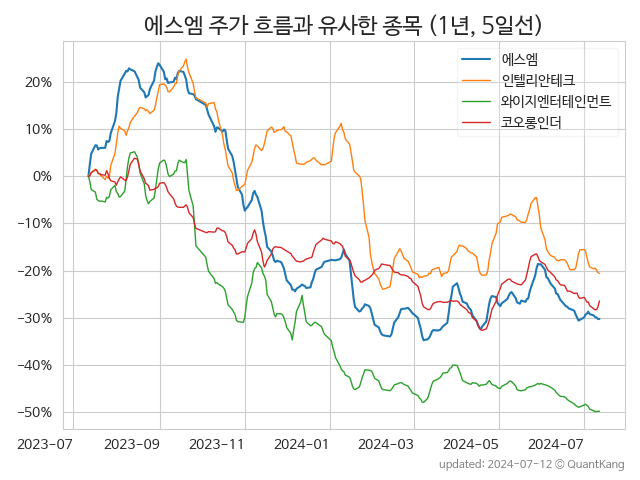 에스엠 주가 흐름과 유사한 종목 (1년, 5일선)
에스엠
인텔리안테크
와이지엔터테인먼트
코오롱인더
20%
10%
0%
−10%
−20%
−30%
−40%
−50%
2023-07 2023-09 2023-11 2024-01 2024-03 2024-05 2024-07
updated: 2024-07-12 © QuantKang